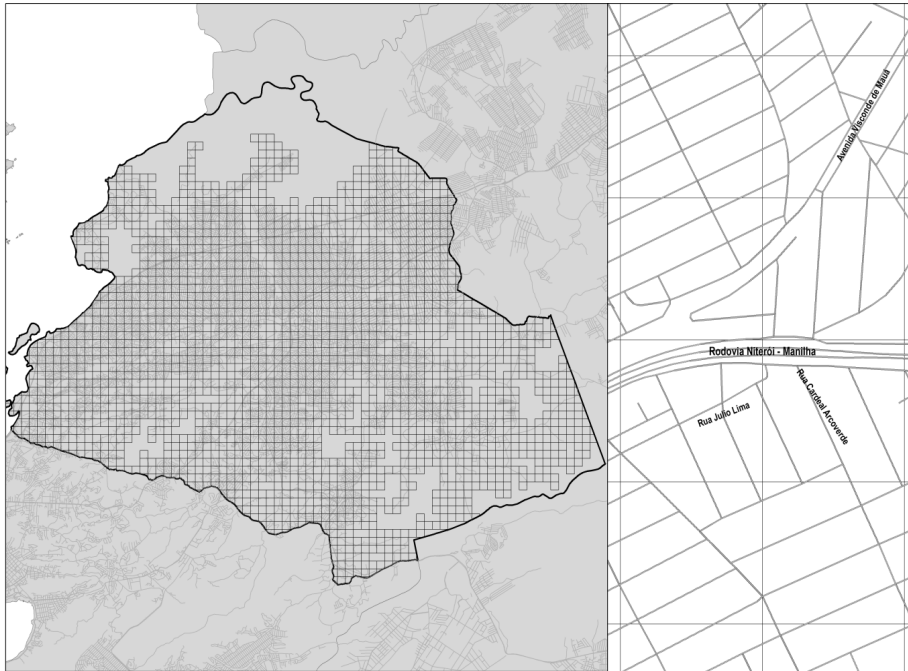 Avenida Visconde de Mauá
Rodovia Niterói - Manilha
Rua Julio Lima
Rua Cardeal Arcoverde